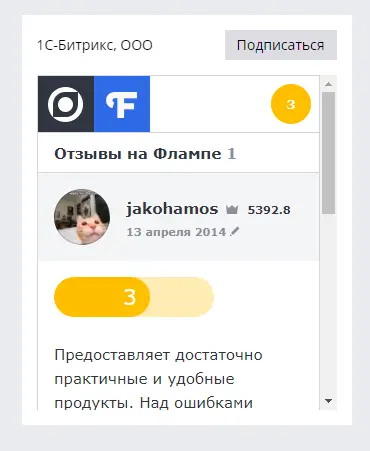 1С-Битрикс, ООО
Подписаться
3
Отзывы на Флампе 1
jakohamos 5392.8
13 апреля 2014
3
Предоставляет достаточно
практичные и удобные
продукты. Над ошибками